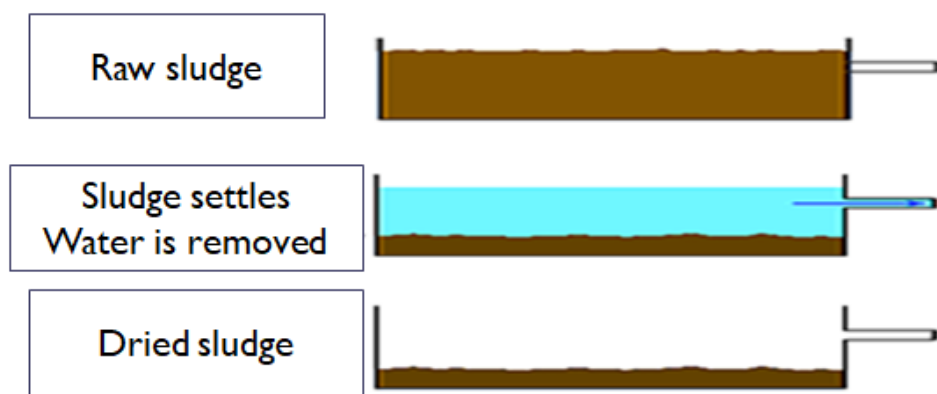 Raw sludge
Sludge settles
Water is removed
Dried sludge